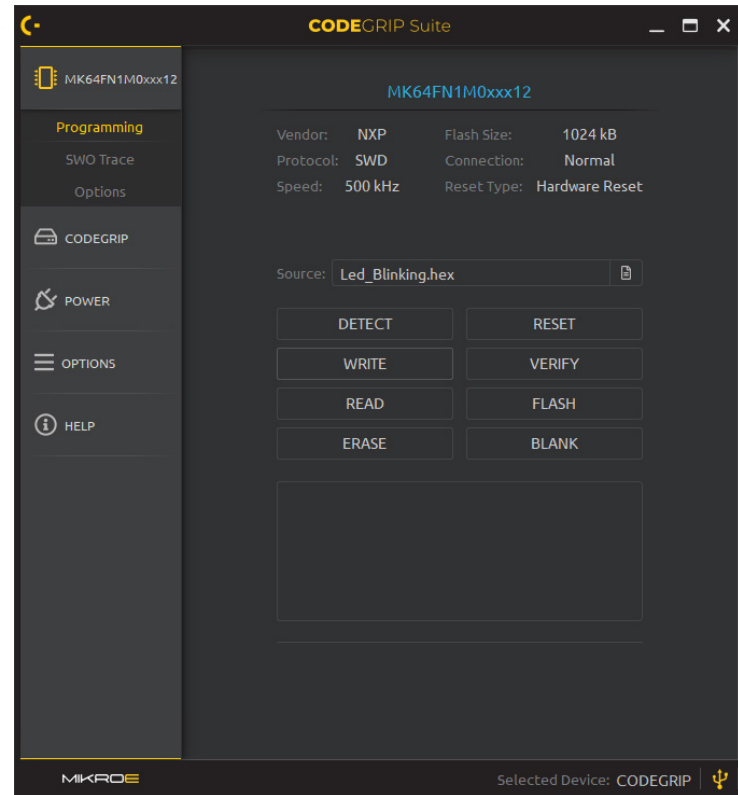 CODEGRIP Suite
MK64FN1M0xxx12
Programming
SWO Trace
Options
CODEGRIP
POWER
OPTIONS
HELP
MK64FN1M0xxx12
Vendor: NXP Flash Size: 1024 kB
Protocol: SWD Connection: Normal
Speed: 500 kHz Reset Type: Hardware Reset
Source: Led_Blinking.hex
DETECT RESET
WRITE VERIFY
READ FLASH
ERASE BLANK
MIKROE
Selected Device: CODEGRIP